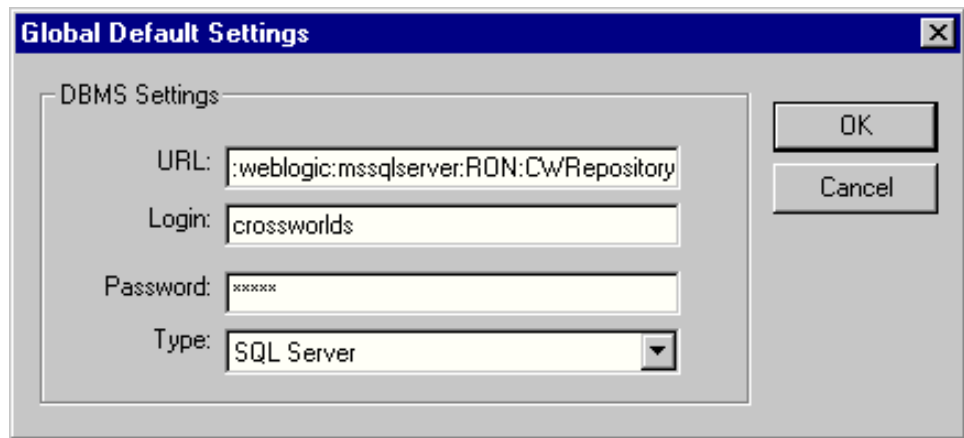 Global Default Settings
DBMS Settings
URL: :weblogic:mssqlserver:RON:CWRepository
Login: crossworlds
Password: *****
Type: SQL Server
OK
Cancel